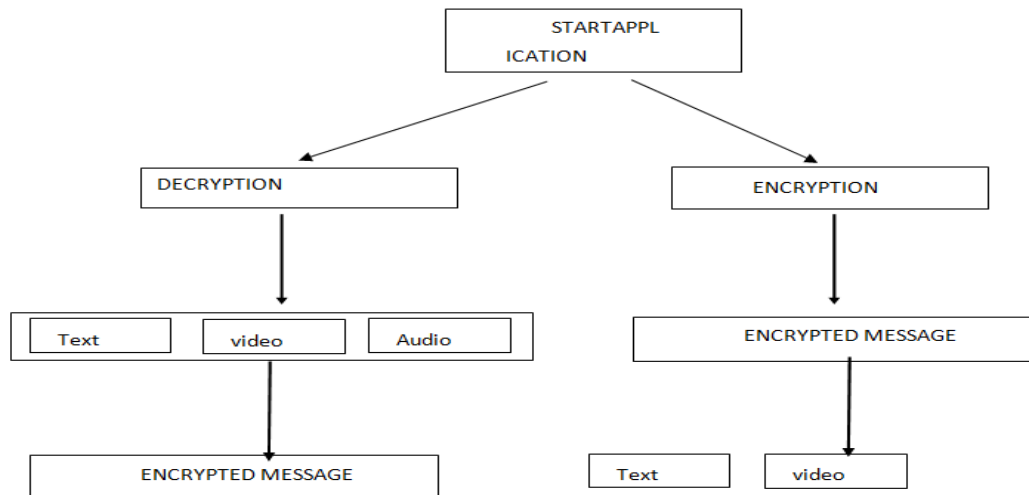 STARTAPPL
ICATION
DECRYPTION
ENCRYPTION
Text video Audio
ENCRYPTED MESSAGE
ENCRYPTED MESSAGE
Text video